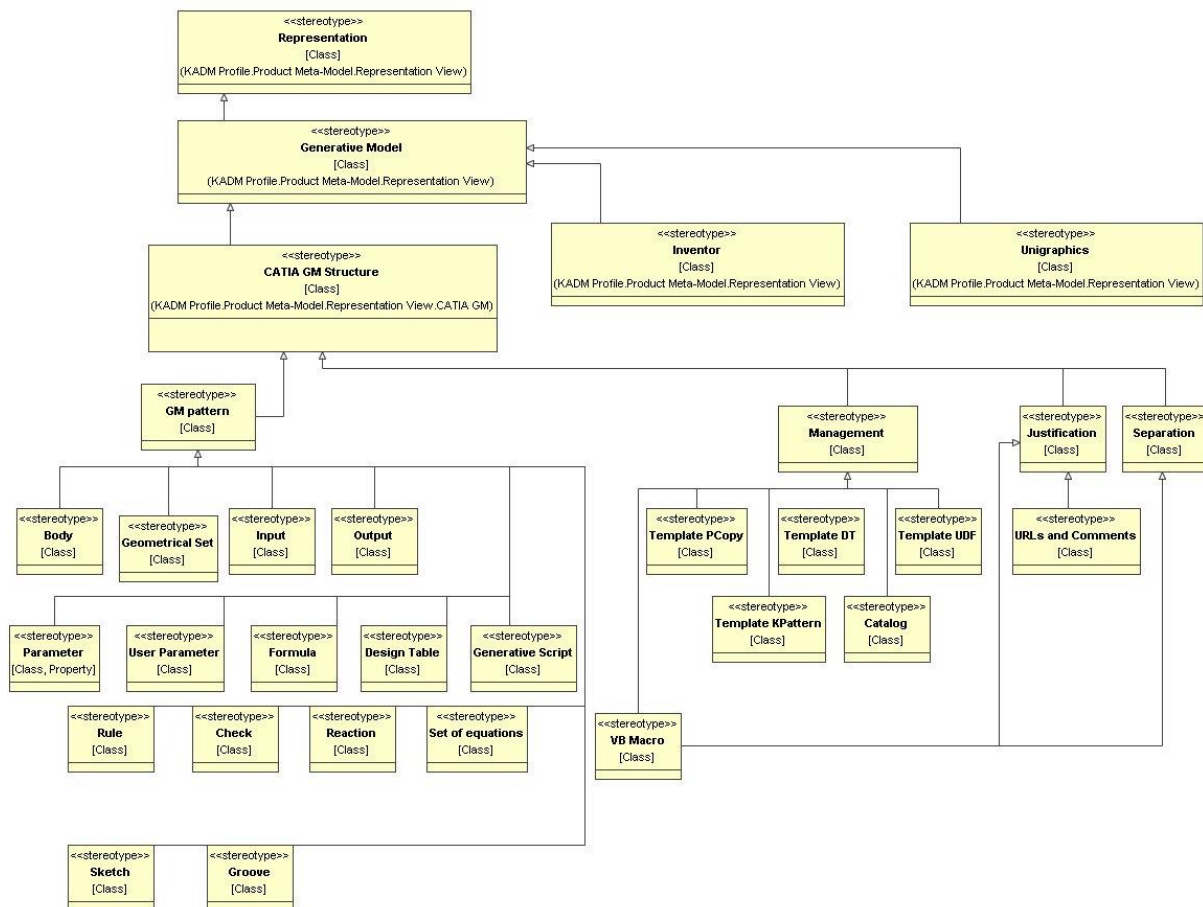 <<stereotype>>
Representation
[Class]
(KADM Profile.Product Meta-Model.Representation View)
<<stereotype>>
Generative Model
[Class]
(KADM Profile.Product Meta-Model.Representation View)
<<stereotype>>
Inventor
[Class]
(KADM Profile.Product Meta-Model.Representation View)
<<stereotype>>
Unigraphics
[Class]
(KADM Profile.Product Meta-Model.Representation View)
<<stereotype>>
CATIA GM Structure
[Class]
(KADM Profile.Product Meta-Model.Representation View.CATIA GM)
<<stereotype>>
GM pattern
[Class]
<<stereotype>>
Management
[Class]
<<stereotype>>
Justification
[Class]
<<stereotype>>
Separation
[Class]
<<stereotype>>
Body
[Class]
<<stereotype>>
Geometrical Set
[Class]
<<stereotype>>
Input
[Class]
<<stereotype>>
Output
[Class]
<<stereotype>>
Template PCopy
[Class]
<<stereotype>>
Template DT
[Class]
<<stereotype>>
Template UDF
[Class]
<<stereotype>>
URLs and Comments
[Class]
<<stereotype>>
Template KPattern
[Class]
<<stereotype>>
Catalog
[Class]
<<stereotype>>
Parameter
[Class, Property]
<<stereotype>>
User Parameter
[Class]
<<stereotype>>
Formula
[Class]
<<stereotype>>
Design Table
[Class]
<<stereotype>>
Generative Script
[Class]
<<stereotype>>
Rule
[Class]
<<stereotype>>
Check
[Class]
<<stereotype>>
Reaction
[Class]
<<stereotype>>
Set of equations
[Class]
<<stereotype>>
VB Macro
[Class]
<<stereotype>>
Sketch
[Class]
<<stereotype>>
Groove
[Class]